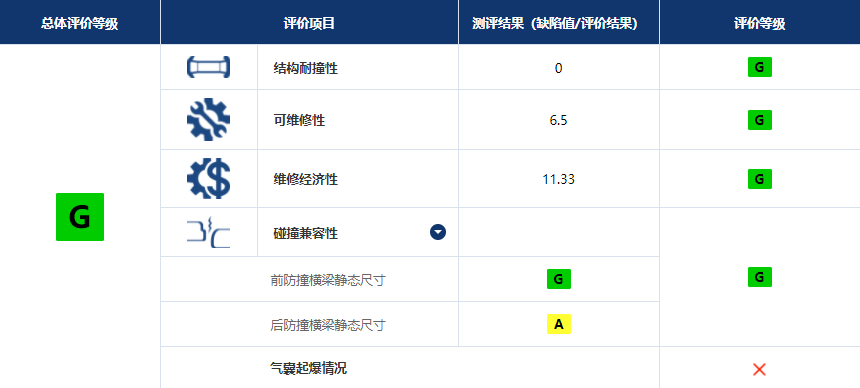 总体评价等级 评价项目 测评结果（缺陷值/评价结果） 评价等级
结构耐撞性 0 G
可维修性 6.5 G
维修经济性 11.33 G
G
碰撞兼容性
前防撞横梁静态尺寸 G G
后防撞横梁静态尺寸 A
气囊起爆情况